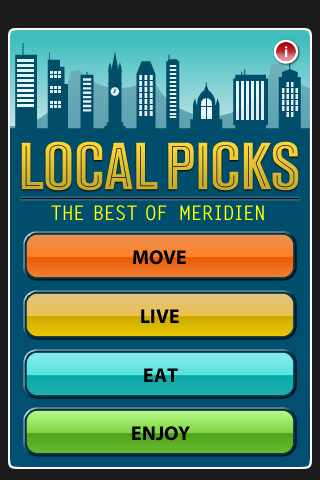 i
LOCAL PICKS
THE BEST OF MERIDIEN
MOVE
LIVE
EAT
ENJOY